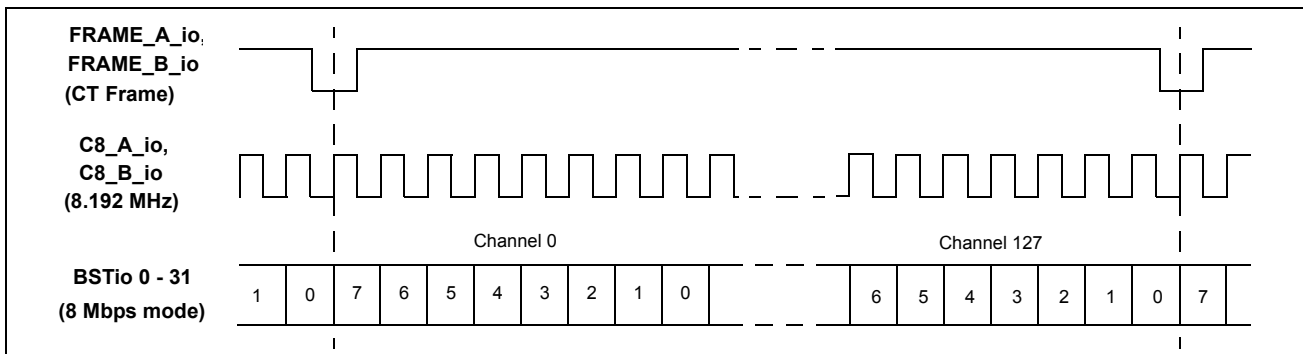 FRAME_A_io,
FRAME_B_io
(CT Frame)
C8_A_io,
C8_B_io
(8.192 MHz)
Channel 0
Channel 127
BSTio 0 - 31
(8 Mbps mode)
1 0 7 6 5 4 3 2 1 0
6 5 4 3 2 1 0 7